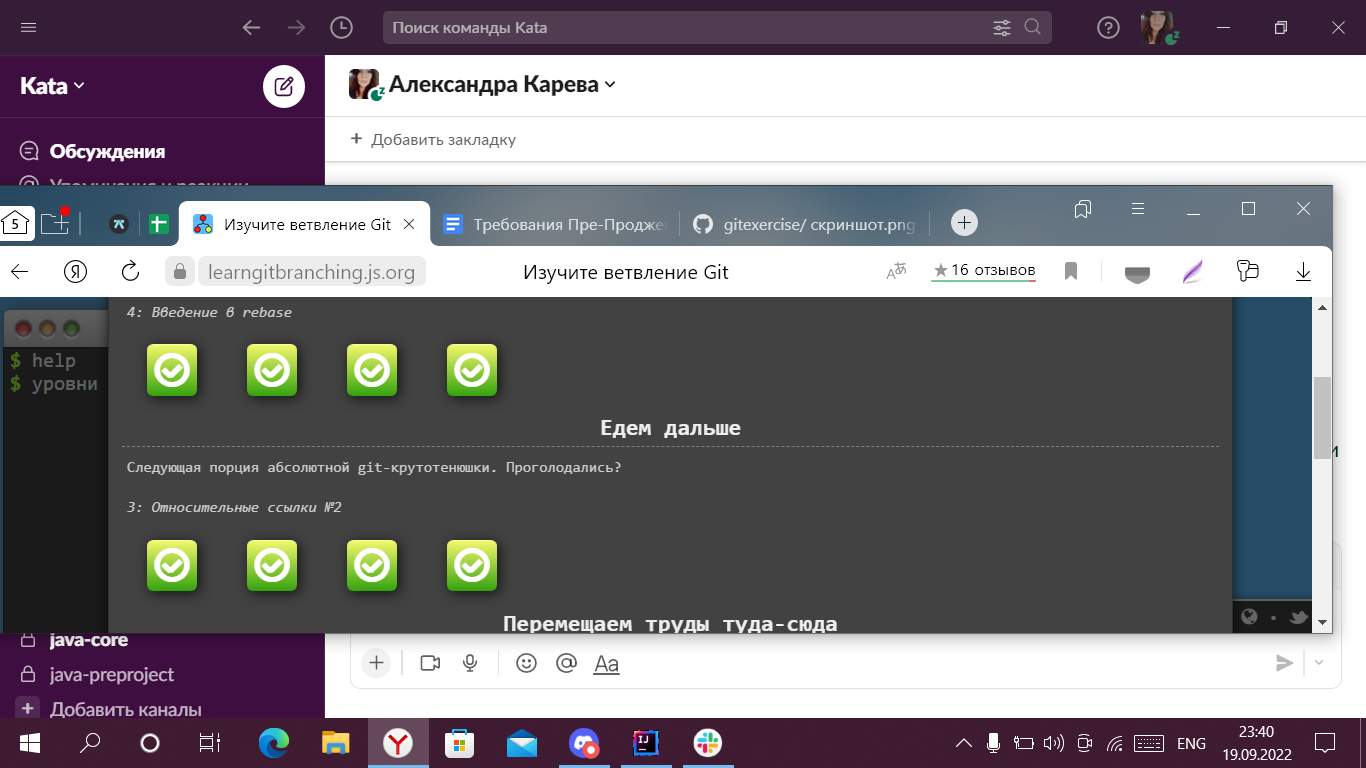 Поиск команды Kata
Kata
Александра Карева
Добавить закладку
Обсуждения
Упоминания и реакции
5
Изучите ветвление Git
Требования Пре-Продже
gitexercise/ скриншот.png
Я
learngitbranching.js.org
Изучите ветвление Git
16 отзывов
4: Введение в rebase
$ help
$ уровни
Едем дальше
Следующая порция абсолютной git-крутотенюшки. Проголодались?
3: Относительные ссылки №2
Перемещаем труды туда-сюда
и
java-core
java-preproject
Добавить каналы
Aa
ENG
23:40
19.09.2022